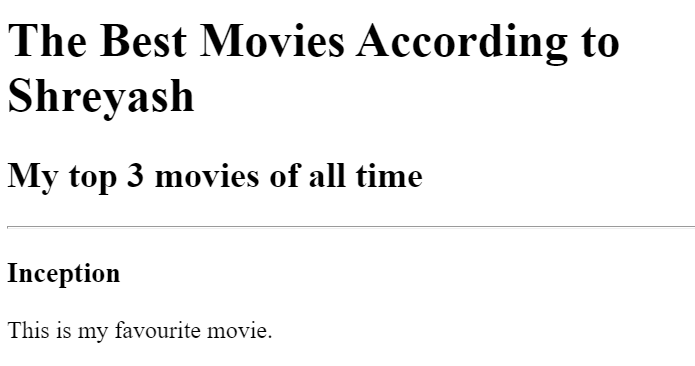 The Best Movies According to
Shreyash
My top 3 movies of all time
Inception
This is my favourite movie.